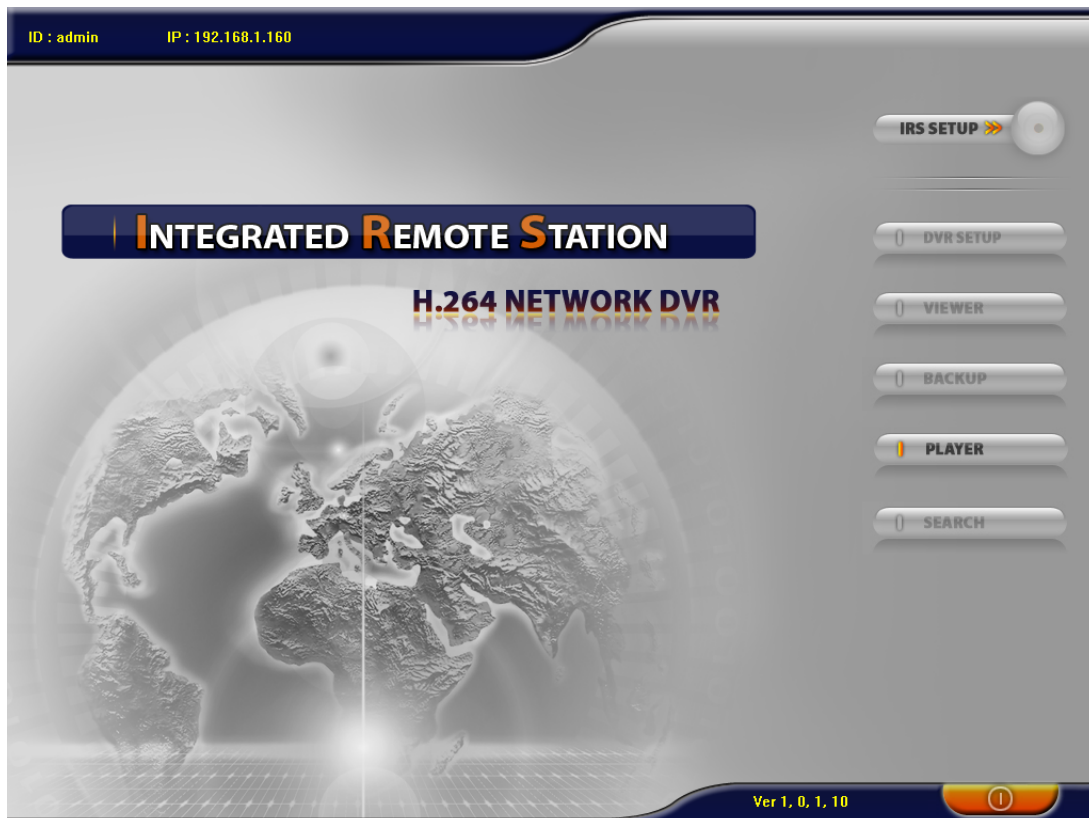 ID : admin IP : 192.168.1.160
IRS SETUP
INTEGRATED REMOTE STATION
H.264 NETWORK DVR
DVR SETUP
VIEWER
BACKUP
PLAYER
SEARCH
Ver 1, 0, 1, 10